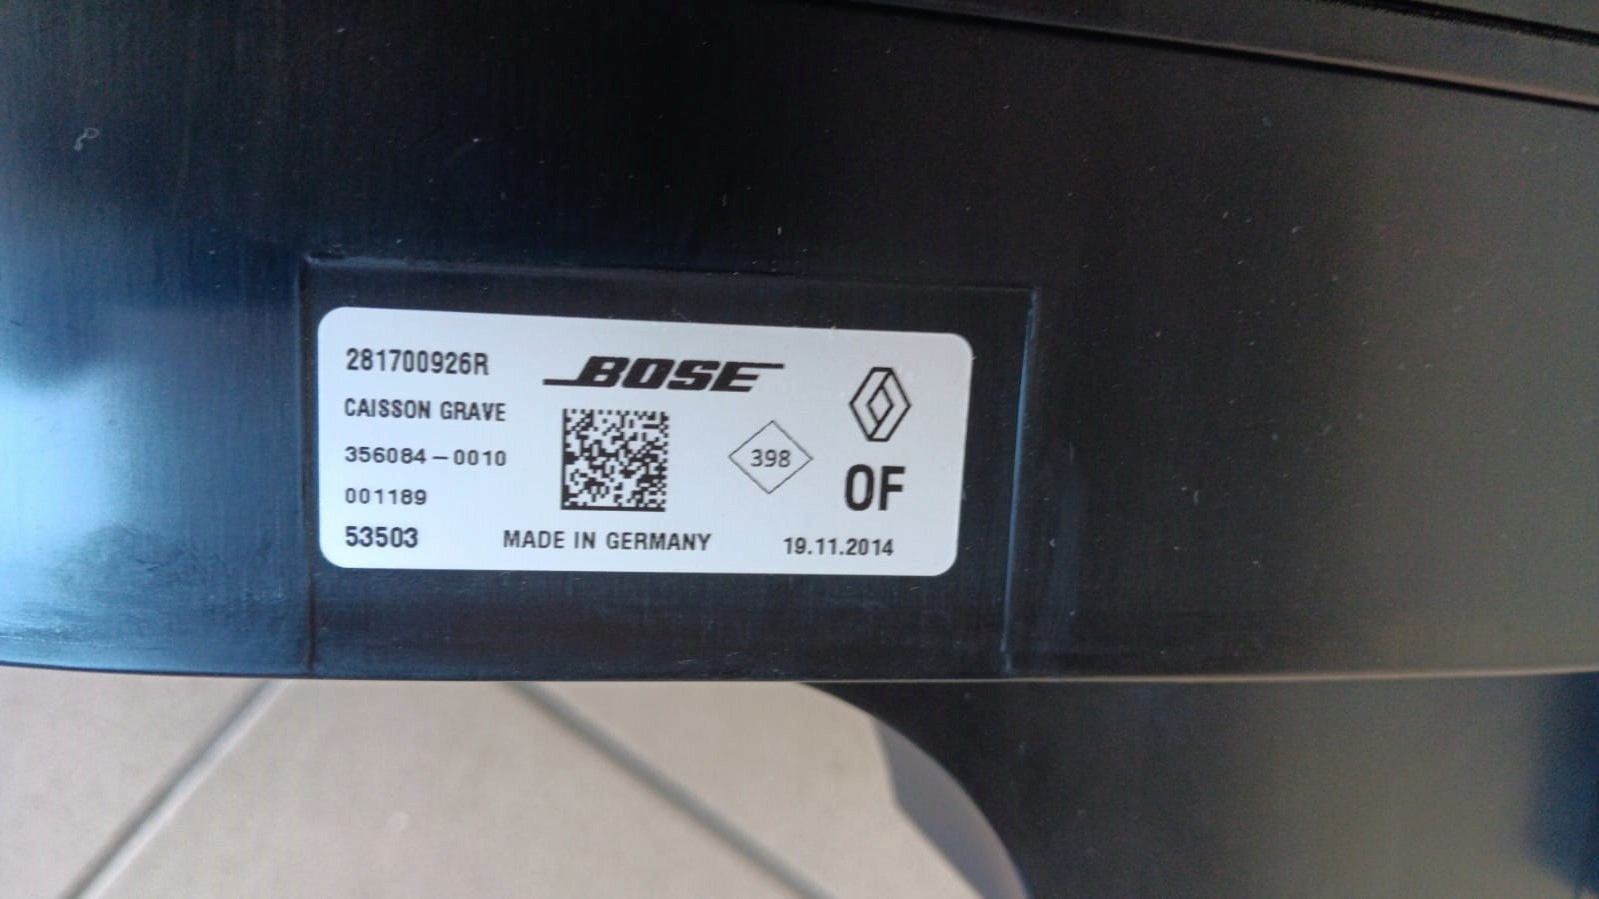 281700926R
BOSE
CAISSON GRAVE
356084-0010
398
001189
OF
53503
MADE IN GERMANY
19.11.2014